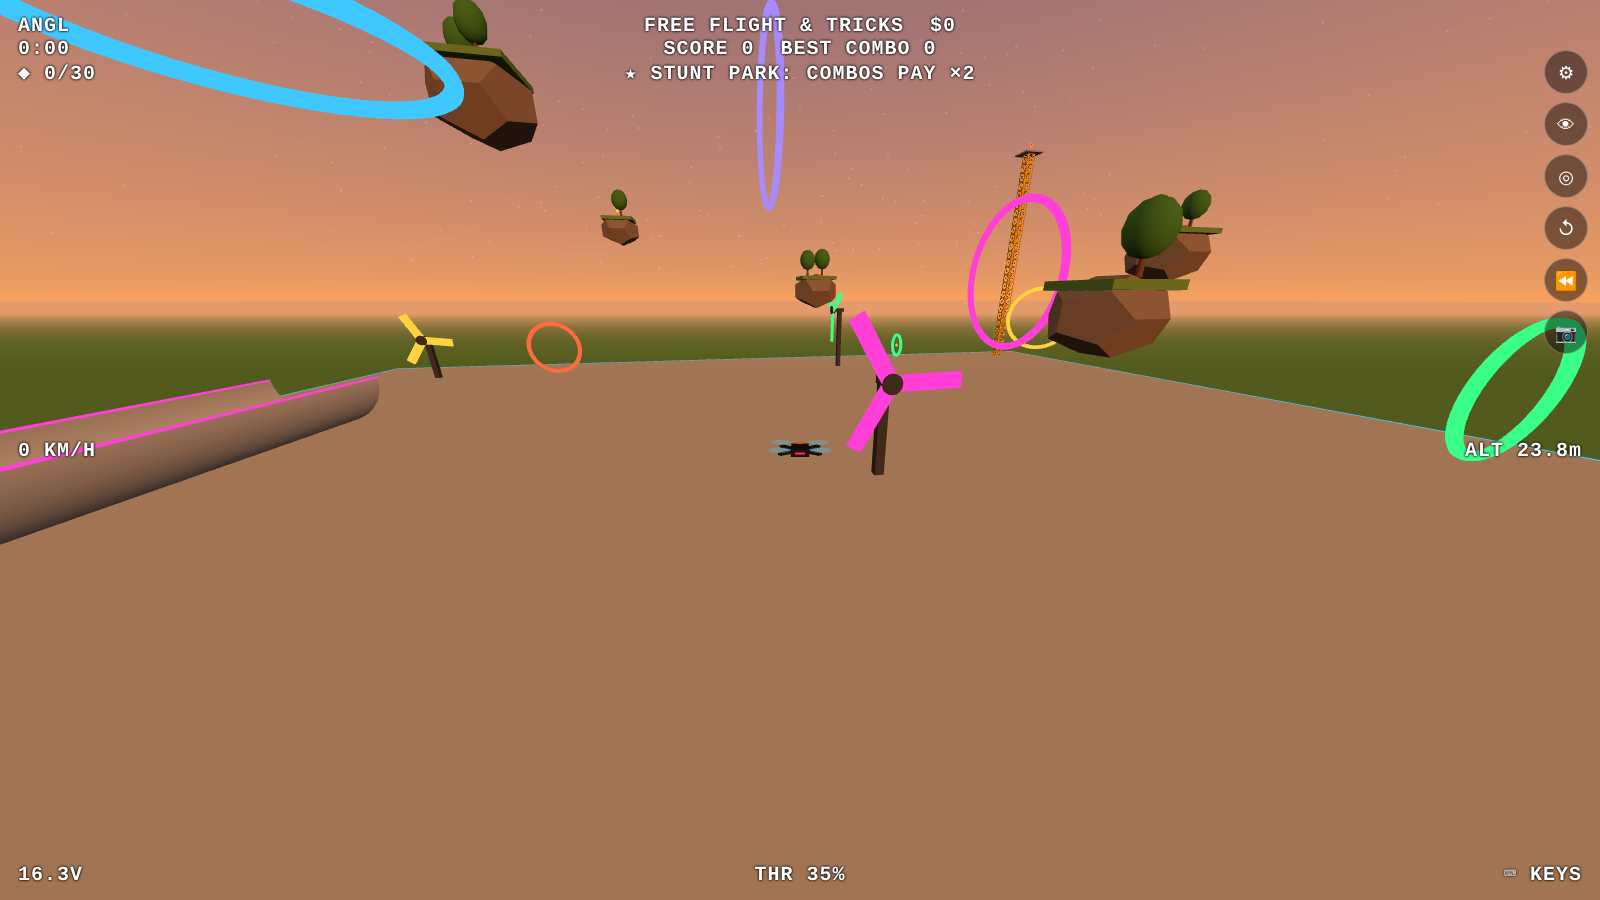 ANGL
0:00
◆ 0/30
FREE FLIGHT & TRICKS $0
SCORE 0 BEST COMBO 0
★ STUNT PARK: COMBOS PAY ×2
0 KM/H
ALT 23.8m
16.3V
THR 35%
⌨ KEYS